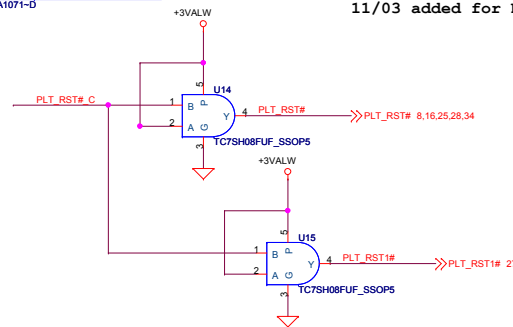 A1071~D
11/03 added for
+3VALW
5
U14
PLT_RST#_C
1
B
P
4
PLT_RST#
PLT_RST# 8,16,25,28,34
Y
2
A
G
TC7SH08FUF_SSOP5
3
+3VALW
5
U15
1
B
P
4
PLT_RST1#
PLT_RST1#
Y
2
A
G
TC7SH08FUF_SSOP5
3